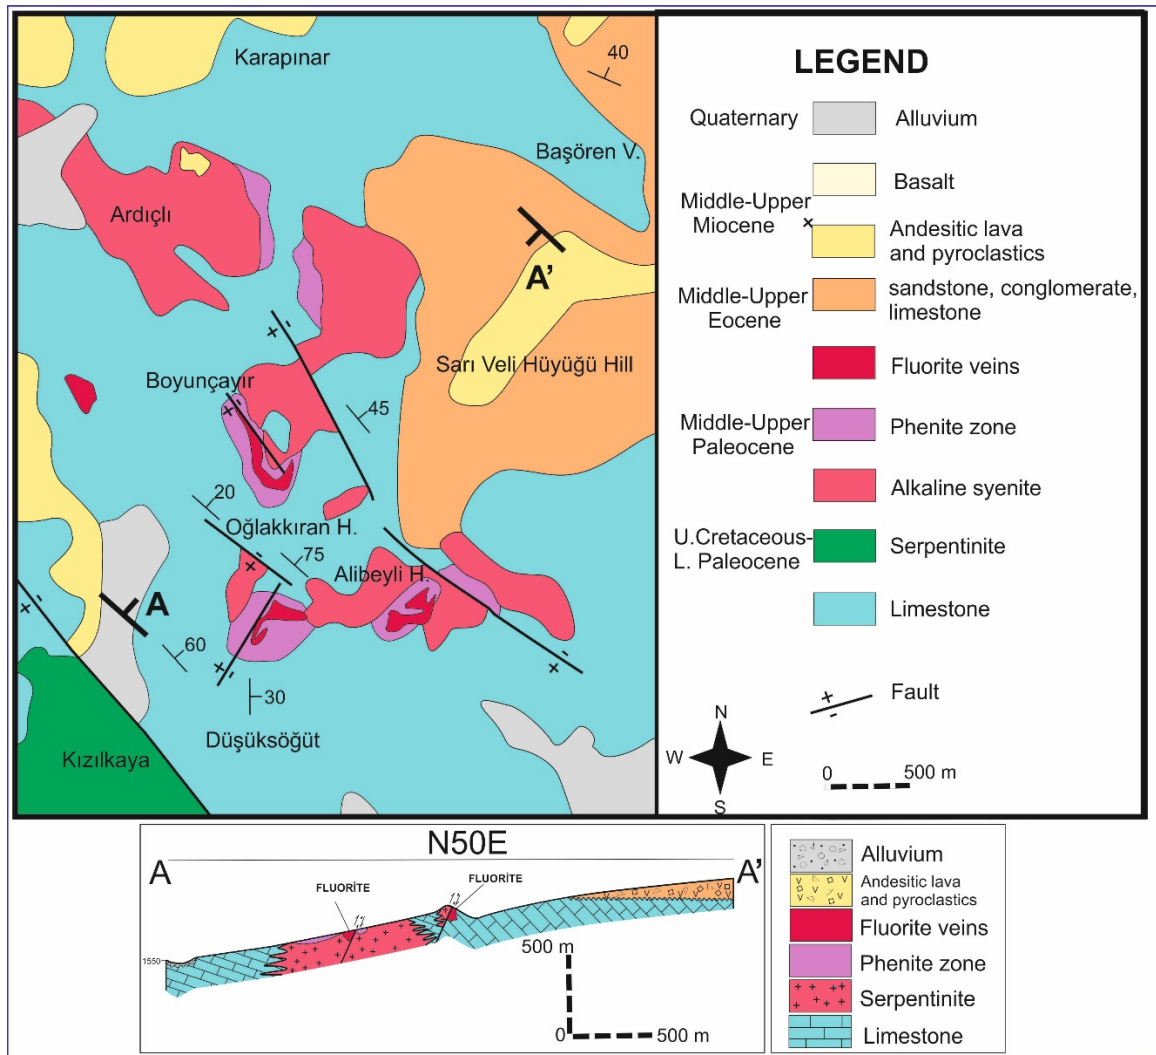 Karapınar
40
Başören V.
Ardıçlı
A'
Sarı Veli Hüyüğü Hill
Boyunçayır
45
20
Oğlakkıran H.
75
Alibeyli H.
A
60
30
Düşüksöğüt
Kızılkaya
+ -
+ -
+ -
+ -
+ -
+ -
LEGEND
Quaternary
Alluvium
Basalt
Middle-Upper
Miocene
x
Andesitic lava
and pyroclastics
Middle-Upper
Eocene
sandstone, conglomerate,
limestone
Fluorite veins
Middle-Upper
Paleocene
Phenite zone
Alkaline syenite
U.Cretaceous-
L. Paleocene
Serpentinite
Limestone
+
-
Fault
N
W E
S
0 500 m
N50E
A A'
FLUORİTE
FLUORİTE
1550
500 m
0 500 m
Alluvium
Andesitic lava
and pyroclastics
Fluorite veins
Phenite zone
Serpentinite
Limestone